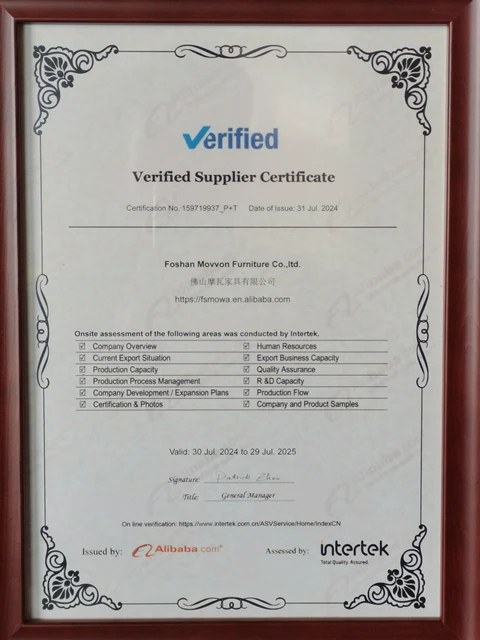 Verified
Verified Supplier Certificate
Certification No. 159719937_P+T Date of Issue: 31 Jul. 2024
Foshan Movvon Furniture Co.,ltd.
佛山摩瓦家具有限公司
https://fsmowa.en.alibaba.com
Onsite assessment of the following areas was conducted by Intertek.
☑ Company Overview ☑ Human Resources
☑ Current Export Situation ☑ Export Business Capacity
☑ Production Capacity ☑ Quality Assurance
☑ Production Process Management ☑ R &D Capacity
☑ Company Development / Expansion Plans ☑ Production Flow
☑ Certification & Photos ☑ Company and Product Samples
Valid: 30 Jul. 2024 to 29 Jul. 2025
Signature: Patrick
Title: General Manager
On line verification: https://www.intertek.com.cn/ASVService/Home/IndexCN
Issued by: Alibaba.com® Assessed by: intertek
Total Quality. Assured.